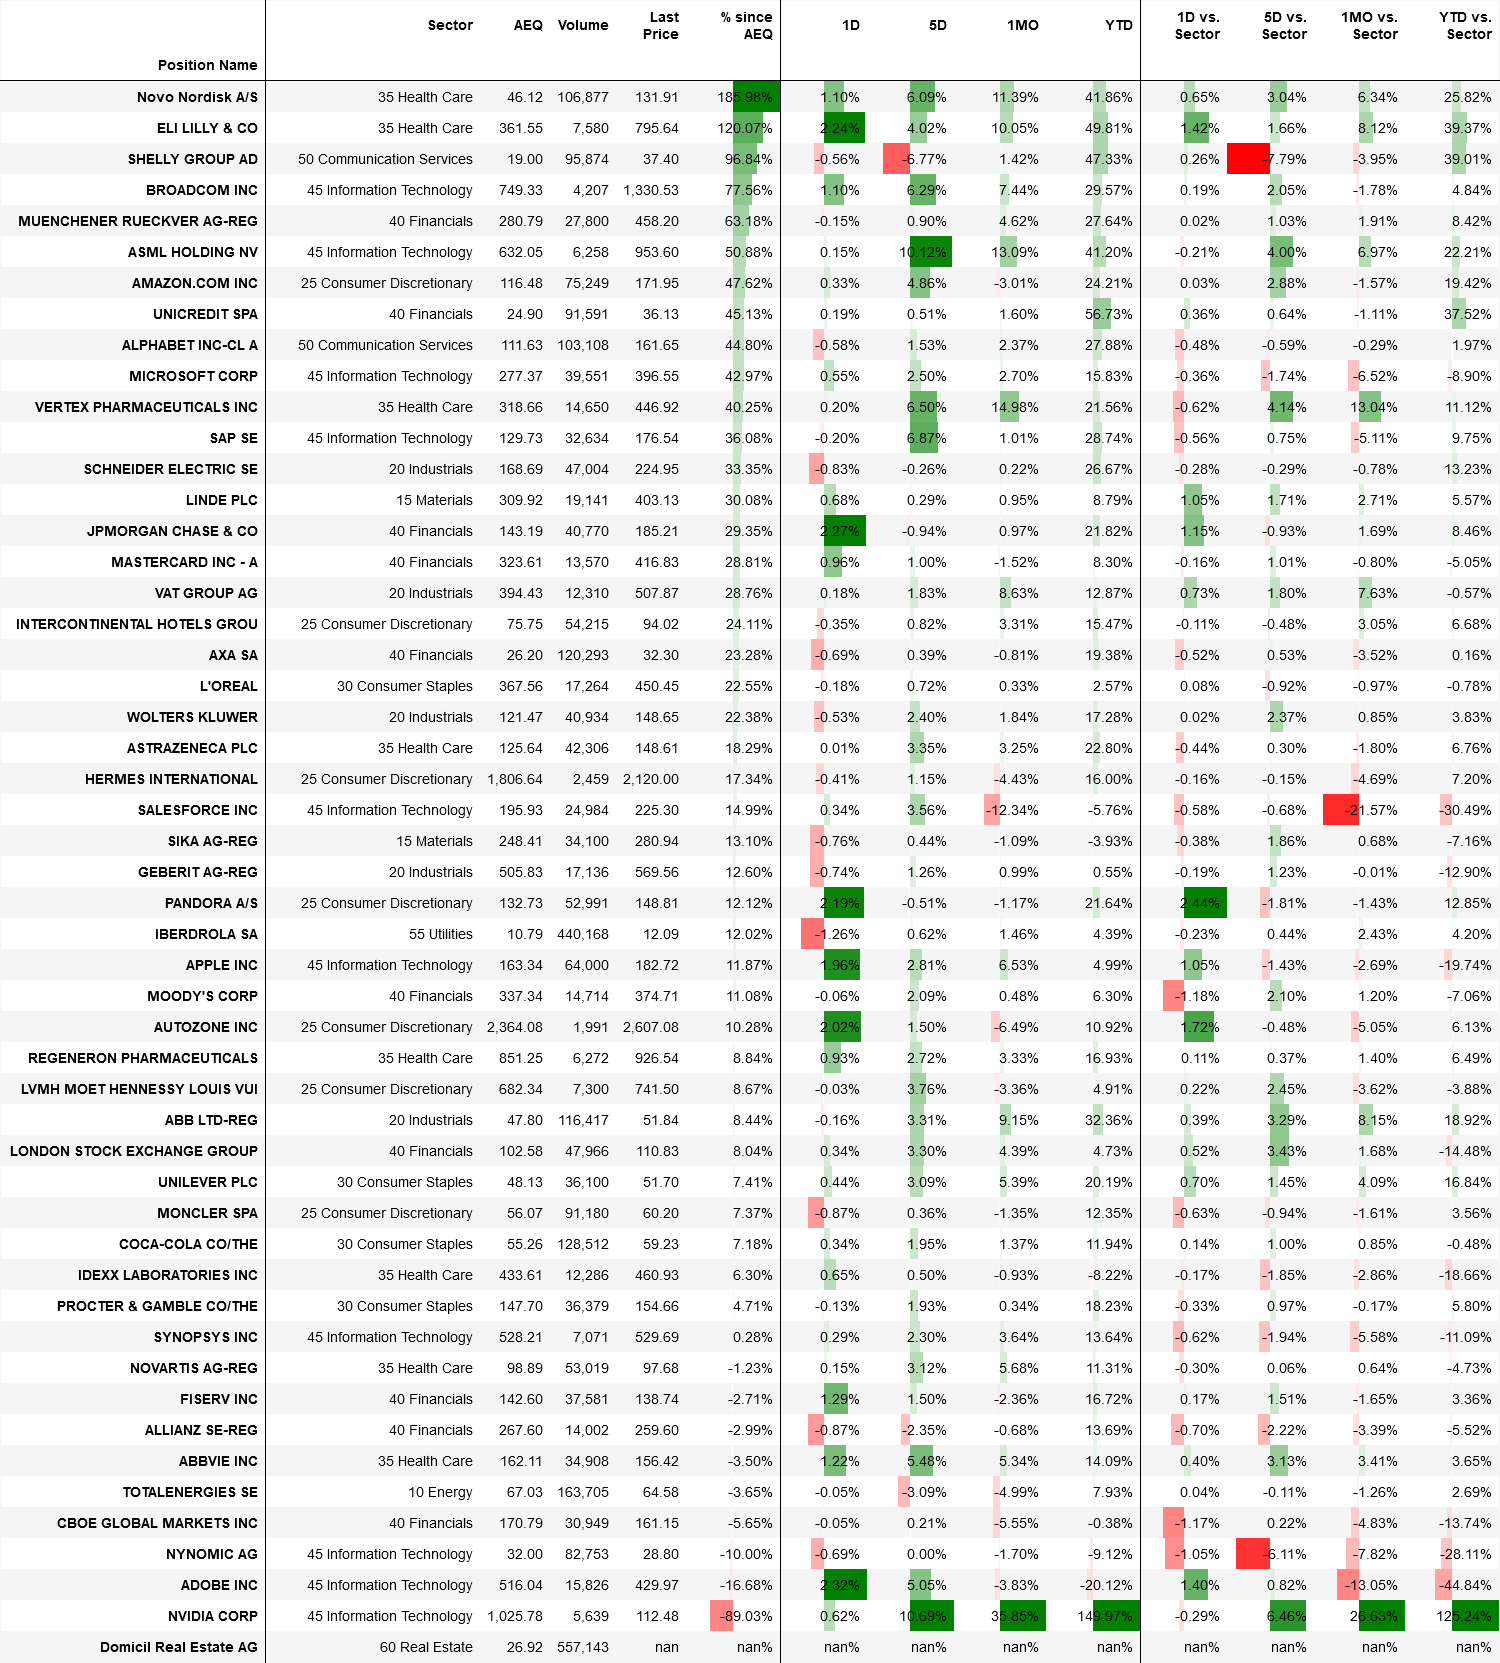 Position Name Sector AEQ Volume Last Price % since AEQ 1D 5D 1MO YTD 1D vs. Sector 5D vs. Sector 1MO vs. Sector YTD vs. Sector
Novo Nordisk A/S 35 Health Care 46.12 106,877 131.91 185.98% 1.10% 6.09% 11.39% 41.86% 0.65% 3.04% 6.34% 25.82%
ELI LILLY & CO 35 Health Care 361.55 7,580 795.64 120.07% 2.24% 4.02% 10.05% 49.81% 1.42% 1.66% 8.12% 39.37%
SHELLY GROUP AD 50 Communication Services 19.00 95,874 37.40 96.84% -0.56% -6.77% 1.42% 47.33% 0.26% -7.79% -3.95% 39.01%
BROADCOM INC 45 Information Technology 749.33 4,207 1,330.53 77.56% 1.10% 6.29% 7.44% 29.57% 0.19% 2.05% -1.78% 4.84%
MUENCHENER RUECKVER AG-REG 40 Financials 280.79 27,800 458.20 63.18% -0.15% 0.90% 4.62% 27.64% 0.02% 1.03% 1.91% 8.42%
ASML HOLDING NV 45 Information Technology 632.05 6,258 953.60 50.88% 0.15% 10.12% 13.09% 41.20% -0.21% 4.00% 6.97% 22.21%
AMAZON.COM INC 25 Consumer Discretionary 116.48 75,249 171.95 47.62% 0.33% 4.86% -3.01% 24.21% 0.03% 2.88% -1.57% 19.42%
UNICREDIT SPA 40 Financials 24.90 91,591 36.13 45.13% 0.19% 0.51% 1.60% 56.73% 0.36% 0.64% -1.11% 37.52%
ALPHABET INC-CL A 50 Communication Services 111.63 103,108 161.65 44.80% -0.58% 1.53% 2.37% 27.88% -0.48% -0.59% -0.29% 1.97%
MICROSOFT CORP 45 Information Technology 277.37 39,551 396.55 42.97% 0.55% 2.50% 2.70% 15.83% -0.36% -1.74% -6.52% -8.90%
VERTEX PHARMACEUTICALS INC 35 Health Care 318.66 14,650 446.92 40.25% 0.20% 6.50% 14.98% 21.56% -0.62% 4.14% 13.04% 11.12%
SAP SE 45 Information Technology 129.73 32,634 176.54 36.08% -0.20% 6.87% 1.01% 28.74% -0.56% 0.75% -5.11% 9.75%
SCHNEIDER ELECTRIC SE 20 Industrials 168.69 47,004 224.95 33.35% -0.83% -0.26% 0.22% 26.67% -0.28% -0.29% -0.78% 13.23%
LINDE PLC 15 Materials 309.92 19,141 403.13 30.08% 0.68% 0.29% 0.95% 8.79% 1.05% 1.71% 2.71% 5.57%
JPMORGAN CHASE & CO 40 Financials 143.19 40,770 185.21 29.35% 2.27% -0.94% 0.97% 21.82% 1.15% -0.93% 1.69% 8.46%
MASTERCARD INC - A 40 Financials 323.61 13,570 416.83 28.81% 0.96% 1.00% -1.52% 8.30% -0.16% 1.01% -0.80% -5.05%
VAT GROUP AG 20 Industrials 394.43 12,310 507.87 28.76% 0.18% 1.83% 8.63% 12.87% 0.73% 1.80% 7.63% -0.57%
INTERCONTINENTAL HOTELS GROU 25 Consumer Discretionary 75.75 54,215 94.02 24.11% -0.35% 0.82% 3.31% 15.47% -0.11% -0.48% 3.05% 6.68%
AXA SA 40 Financials 26.20 120,293 32.30 23.28% -0.69% 0.39% -0.81% 19.38% -0.52% 0.53% -3.52% 0.16%
L'OREAL 30 Consumer Staples 367.56 17,264 450.45 22.55% -0.18% 0.72% 0.33% 2.57% 0.08% -0.92% -0.97% -0.78%
WOLTERS KLUWER 20 Industrials 121.47 40,934 148.65 22.38% -0.53% 2.40% 1.84% 17.28% 0.02% 2.37% 0.85% 3.83%
ASTRAZENECA PLC 35 Health Care 125.64 42,306 148.61 18.29% 0.01% 3.35% 3.25% 22.80% -0.44% 0.30% -1.80% 6.76%
HERMES INTERNATIONAL 25 Consumer Discretionary 1,806.64 2,459 2,120.00 17.34% -0.41% 1.15% -4.43% 16.00% -0.16% -0.15% -4.69% 7.20%
SALESFORCE INC 45 Information Technology 195.93 24,984 225.30 14.99% 0.34% 3.56% -12.34% -5.76% -0.58% -0.68% -21.57% -30.49%
SIKA AG-REG 15 Materials 248.41 34,100 280.94 13.10% -0.76% 0.44% -1.09% -3.93% -0.38% 1.86% 0.68% -7.16%
GEBERIT AG-REG 20 Industrials 505.83 17,136 569.56 12.60% -0.74% 1.26% 0.99% 0.55% -0.19% 1.23% -0.01% -12.90%
PANDORA A/S 25 Consumer Discretionary 132.73 52,991 148.81 12.12% 2.19% -0.51% -1.17% 21.64% 2.44% -1.81% -1.43% 12.85%
IBERDROLA SA 55 Utilities 10.79 440,168 12.09 12.02% -1.26% 0.62% 1.46% 4.39% -0.23% 0.44% 2.43% 4.20%
APPLE INC 45 Information Technology 163.34 64,000 182.72 11.87% 1.96% 2.81% 6.53% 4.99% 1.05% -1.43% -2.69% -19.74%
MOODY'S CORP 40 Financials 337.34 14,714 374.71 11.08% -0.06% 2.09% 0.48% 6.30% -1.18% 2.10% 1.20% -7.06%
AUTOZONE INC 25 Consumer Discretionary 2,364.08 1,991 2,607.08 10.28% 2.02% 1.50% -6.49% 10.92% 1.72% -0.48% -5.05% 6.13%
REGENERON PHARMACEUTICALS 35 Health Care 851.25 6,272 926.54 8.84% 0.93% 2.72% 3.33% 16.93% 0.11% 0.37% 1.40% 6.49%
LVMH MOET HENNESSY LOUIS VUI 25 Consumer Discretionary 682.34 7,300 741.50 8.67% -0.03% 3.76% -3.36% 4.91% 0.22% 2.45% -3.62% -3.88%
ABB LTD-REG 20 Industrials 47.80 116,417 51.84 8.44% -0.16% 3.31% 9.15% 32.36% 0.39% 3.29% 8.15% 18.92%
LONDON STOCK EXCHANGE GROUP 40 Financials 102.58 47,966 110.83 8.04% 0.34% 3.30% 4.39% 4.73% 0.52% 3.43% 1.68% -14.48%
UNILEVER PLC 30 Consumer Staples 48.13 36,100 51.70 7.41% 0.44% 3.09% 5.39% 20.19% 0.70% 1.45% 4.09% 16.84%
MONCLER SPA 25 Consumer Discretionary 56.07 91,180 60.20 7.37% -0.87% 0.36% -1.35% 12.35% -0.63% -0.94% -1.61% 3.56%
COCA-COLA CO/THE 30 Consumer Staples 55.26 128,512 59.23 7.18% 0.34% 1.95% 1.37% 11.94% 0.14% 1.00% 0.85% -0.48%
IDEXX LABORATORIES INC 35 Health Care 433.61 12,286 460.93 6.30% 0.65% 0.50% -0.93% -8.22% -0.17% -1.85% -2.86% -18.66%
PROCTER & GAMBLE CO/THE 30 Consumer Staples 147.70 36,379 154.66 4.71% -0.13% 1.93% 0.34% 18.23% -0.33% 0.97% -0.17% 5.80%
SYNOPSYS INC 45 Information Technology 528.21 7,071 529.69 0.28% 0.29% 2.30% 3.64% 13.64% -0.62% -1.94% -5.58% -11.09%
NOVARTIS AG-REG 35 Health Care 98.89 53,019 97.68 -1.23% 0.15% 3.12% 5.68% 11.31% -0.30% 0.06% 0.64% -4.73%
FISERV INC 40 Financials 142.60 37,581 138.74 -2.71% 1.29% 1.50% -2.36% 16.72% 0.17% 1.51% -1.65% 3.36%
ALLIANZ SE-REG 40 Financials 267.60 14,002 259.60 -2.99% -0.87% -2.35% -0.68% 13.69% -0.70% -2.22% -3.39% -5.52%
ABBVIE INC 35 Health Care 162.11 34,908 156.42 -3.50% 1.22% 5.48% 5.34% 14.09% 0.40% 3.13% 3.41% 3.65%
TOTALENERGIES SE 10 Energy 67.03 163,705 64.58 -3.65% -0.05% -3.09% -4.99% 7.93% 0.04% -0.11% -1.26% 2.69%
CBOE GLOBAL MARKETS INC 40 Financials 170.79 30,949 161.15 -5.65% -0.05% 0.21% -5.55% -0.38% -1.17% 0.22% -4.83% -13.74%
NYNOMIC AG 45 Information Technology 32.00 82,753 28.80 -10.00% -0.69% 0.00% -1.70% -9.12% -1.05% -6.11% -7.82% -28.11%
ADOBE INC 45 Information Technology 516.04 15,826 429.97 -16.68% 2.32% 5.05% -3.83% -20.12% 1.40% 0.82% -13.05% -44.84%
NVIDIA CORP 45 Information Technology 1,025.78 5,639 112.48 -89.03% 0.62% 10.69% 35.85% 149.97% -0.29% 6.46% 26.63% 125.24%
Domicil Real Estate AG 60 Real Estate 26.92 557,143 nan nan% nan% nan% nan% nan% nan% nan% nan% nan%